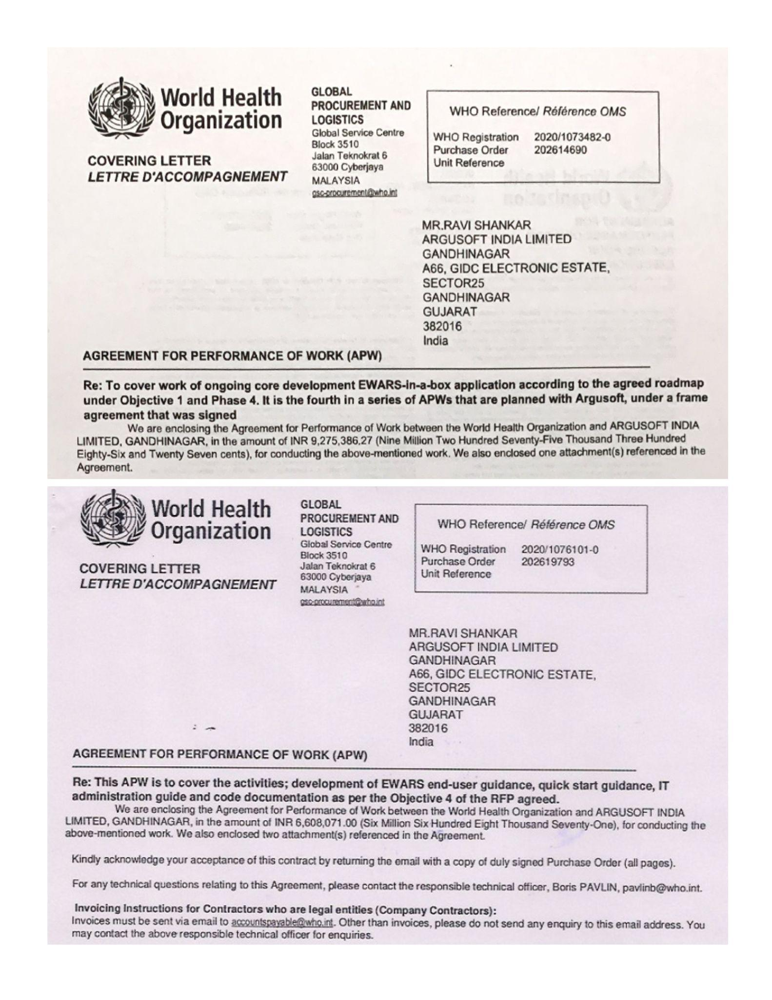 World Health
Organization
COVERING LETTER
LETTRE D'ACCOMPAGNEMENT
GLOBAL
PROCUREMENT AND
LOGISTICS
Global Service Centre
Block 3510
Jalan Teknokrat 6
63000 Cyberjaya
MALAYSIA
gsc-procurement@who.int
WHO Reference/ Référence OMS
WHO Registration 2020/1073482-0
Purchase Order 202614690
Unit Reference
MR.RAVI SHANKAR
ARGUSOFT INDIA LIMITED
GANDHINAGAR
A66, GIDC ELECTRONIC ESTATE,
SECTOR25
GANDHINAGAR
GUJARAT
382016
India
AGREEMENT FOR PERFORMANCE OF WORK (APW)
Re: To cover work of ongoing core development EWARS-in-a-box application according to the agreed roadmap
under Objective 1 and Phase 4. It is the fourth in a series of APWs that are planned with Argusoft, under a frame
agreement that was signed
We are enclosing the Agreement for Performance of Work between the World Health Organization and ARGUSOFT INDIA
LIMITED, GANDHINAGAR, in the amount of INR 9,275,386.27 (Nine Million Two Hundred Seventy-Five Thousand Three Hundred
Eighty-Six and Twenty Seven cents), for conducting the above-mentioned work. We also enclosed one attachment(s) referenced in the
Agreement.
World Health
Organization
COVERING LETTER
LETTRE D'ACCOMPAGNEMENT
GLOBAL
PROCUREMENT AND
LOGISTICS
Global Service Centre
Block 3510
Jalan Teknokrat 6
63000 Cyberjaya
MALAYSIA
gsc-procurement@who.int
WHO Reference/ Référence OMS
WHO Registration 2020/1076101-0
Purchase Order 202619793
Unit Reference
MR.RAVI SHANKAR
ARGUSOFT INDIA LIMITED
GANDHINAGAR
A66, GIDC ELECTRONIC ESTATE,
SECTOR25
GANDHINAGAR
GUJARAT
382016
India
AGREEMENT FOR PERFORMANCE OF WORK (APW)
Re: This APW is to cover the activities; development of EWARS end-user guidance, quick start guidance, IT
administration guide and code documentation as per the Objective 4 of the RFP agreed.
We are enclosing the Agreement for Performance of Work between the World Health Organization and ARGUSOFT INDIA
LIMITED, GANDHINAGAR, in the amount of INR 6,608,071.00 (Six Million Six Hundred Eight Thousand Seventy-One), for conducting the
above-mentioned work. We also enclosed two attachment(s) referenced in the Agreement.
Kindly acknowledge your acceptance of this contract by returning the email with a copy of duly signed Purchase Order (all pages).
For any technical questions relating to this Agreement, please contact the responsible technical officer, Boris PAVLIN, pavlinb@who.int.
Invoicing Instructions for Contractors who are legal entities (Company Contractors):
Invoices must be sent via email to accountspayable@who.int. Other than invoices, please do not send any enquiry to this email address. You
may contact the above responsible technical officer for enquiries.